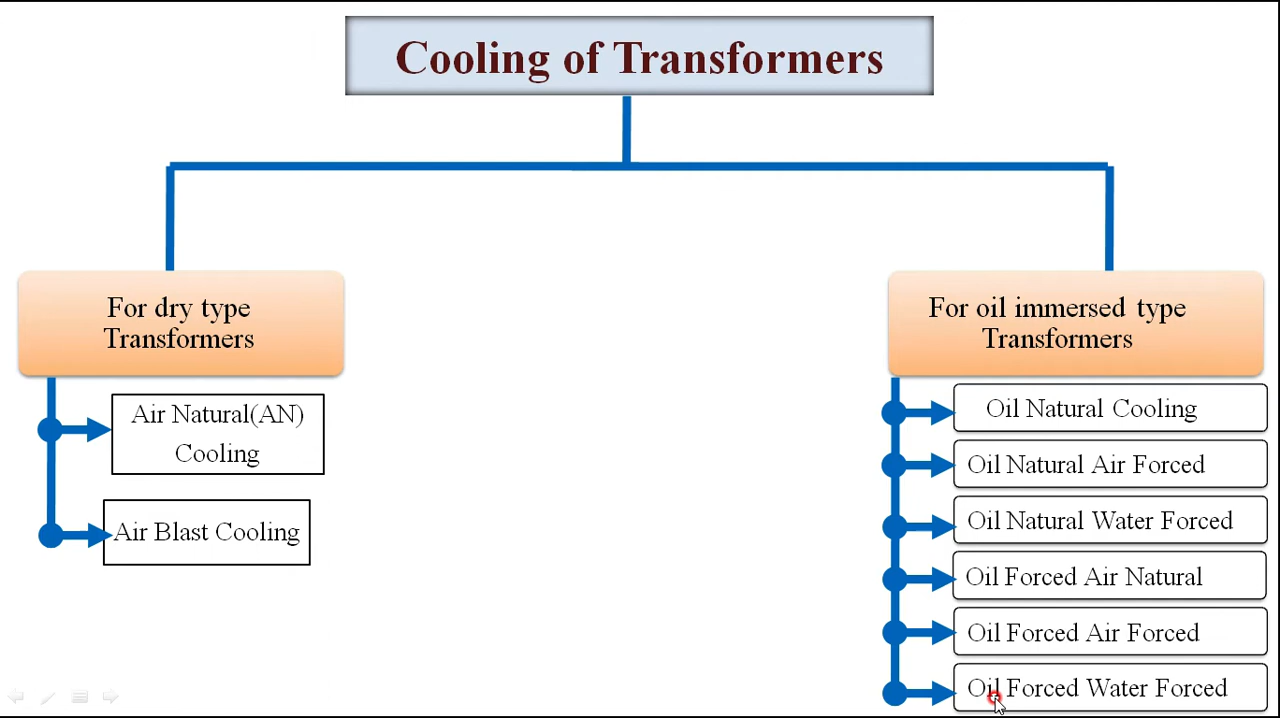 Cooling of Transformers
For dry type
Transformers
Air Natural(AN)
Cooling
Air Blast Cooling
For oil immersed type
Transformers
Oil Natural Cooling
Oil Natural Air Forced
Oil Natural Water Forced
Oil Forced Air Natural
Oil Forced Air Forced
Oil Forced Water Forced